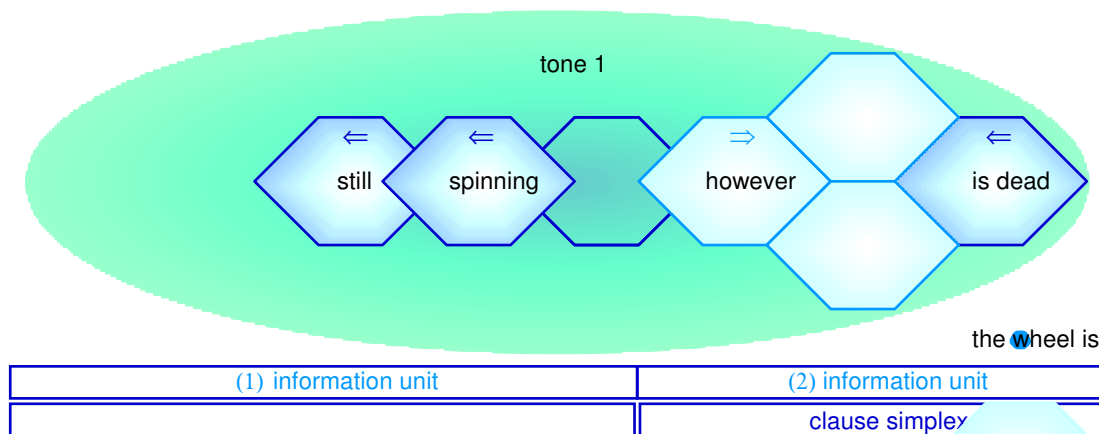 tone 1
⇐ ⇐ ⇒ ⇐
still spinning however is dead
the wheel is
(1) information unit (2) information unit
clause simplex